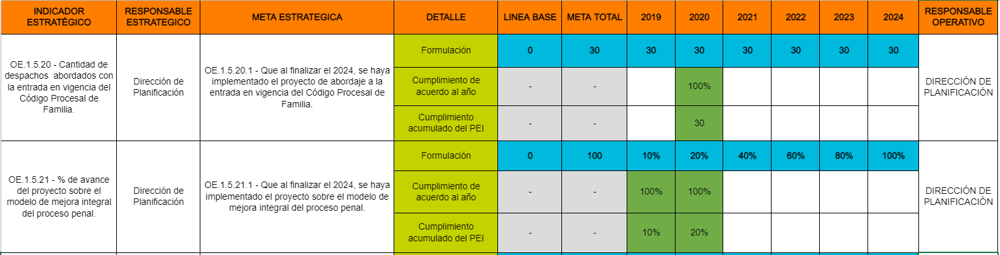 INDICADOR
ESTRATÉGICO
RESPONSABLE
ESTRATEGICO
META ESTRATEGICA
DETALLE
LINEA BASE
META TOTAL
2019
2020
2021
2022
2023
2024
RESPONSABLE
OPERATIVO
OE.1.5.20 - Cantidad de
despachos abordados con
la entrada en vigencia del
Código Procesal de
Familia.
Dirección de
Planificación
OE.1.5.20.1 - Que al finalizar el 2024, se haya
implementado el proyecto de abordaje a la
entrada en vigencia del Código Procesal de
Familia.
Formulación
0
30
30
30
30
30
30
30
Cumplimiento de
acuerdo al año
-
-
100%
Cumplimiento
acumulado del PEI
-
-
30
DIRECCIÓN DE
PLANIFICACIÓN
OE.1.5.21 - % de avance
del proyecto sobre el
modelo de mejora integral
del proceso penal.
Dirección de
Planificación
OE.1.5.21.1 - Que al finalizar el 2024, se haya
implementado el proyecto sobre el modelo de
mejora integral del proceso penal.
Formulación
0
100
10%
20%
40%
60%
80%
100%
Cumplimiento de
acuerdo al año
-
-
100%
100%
Cumplimiento
acumulado del PEI
-
-
10%
20%
DIRECCIÓN DE
PLANIFICACIÓN